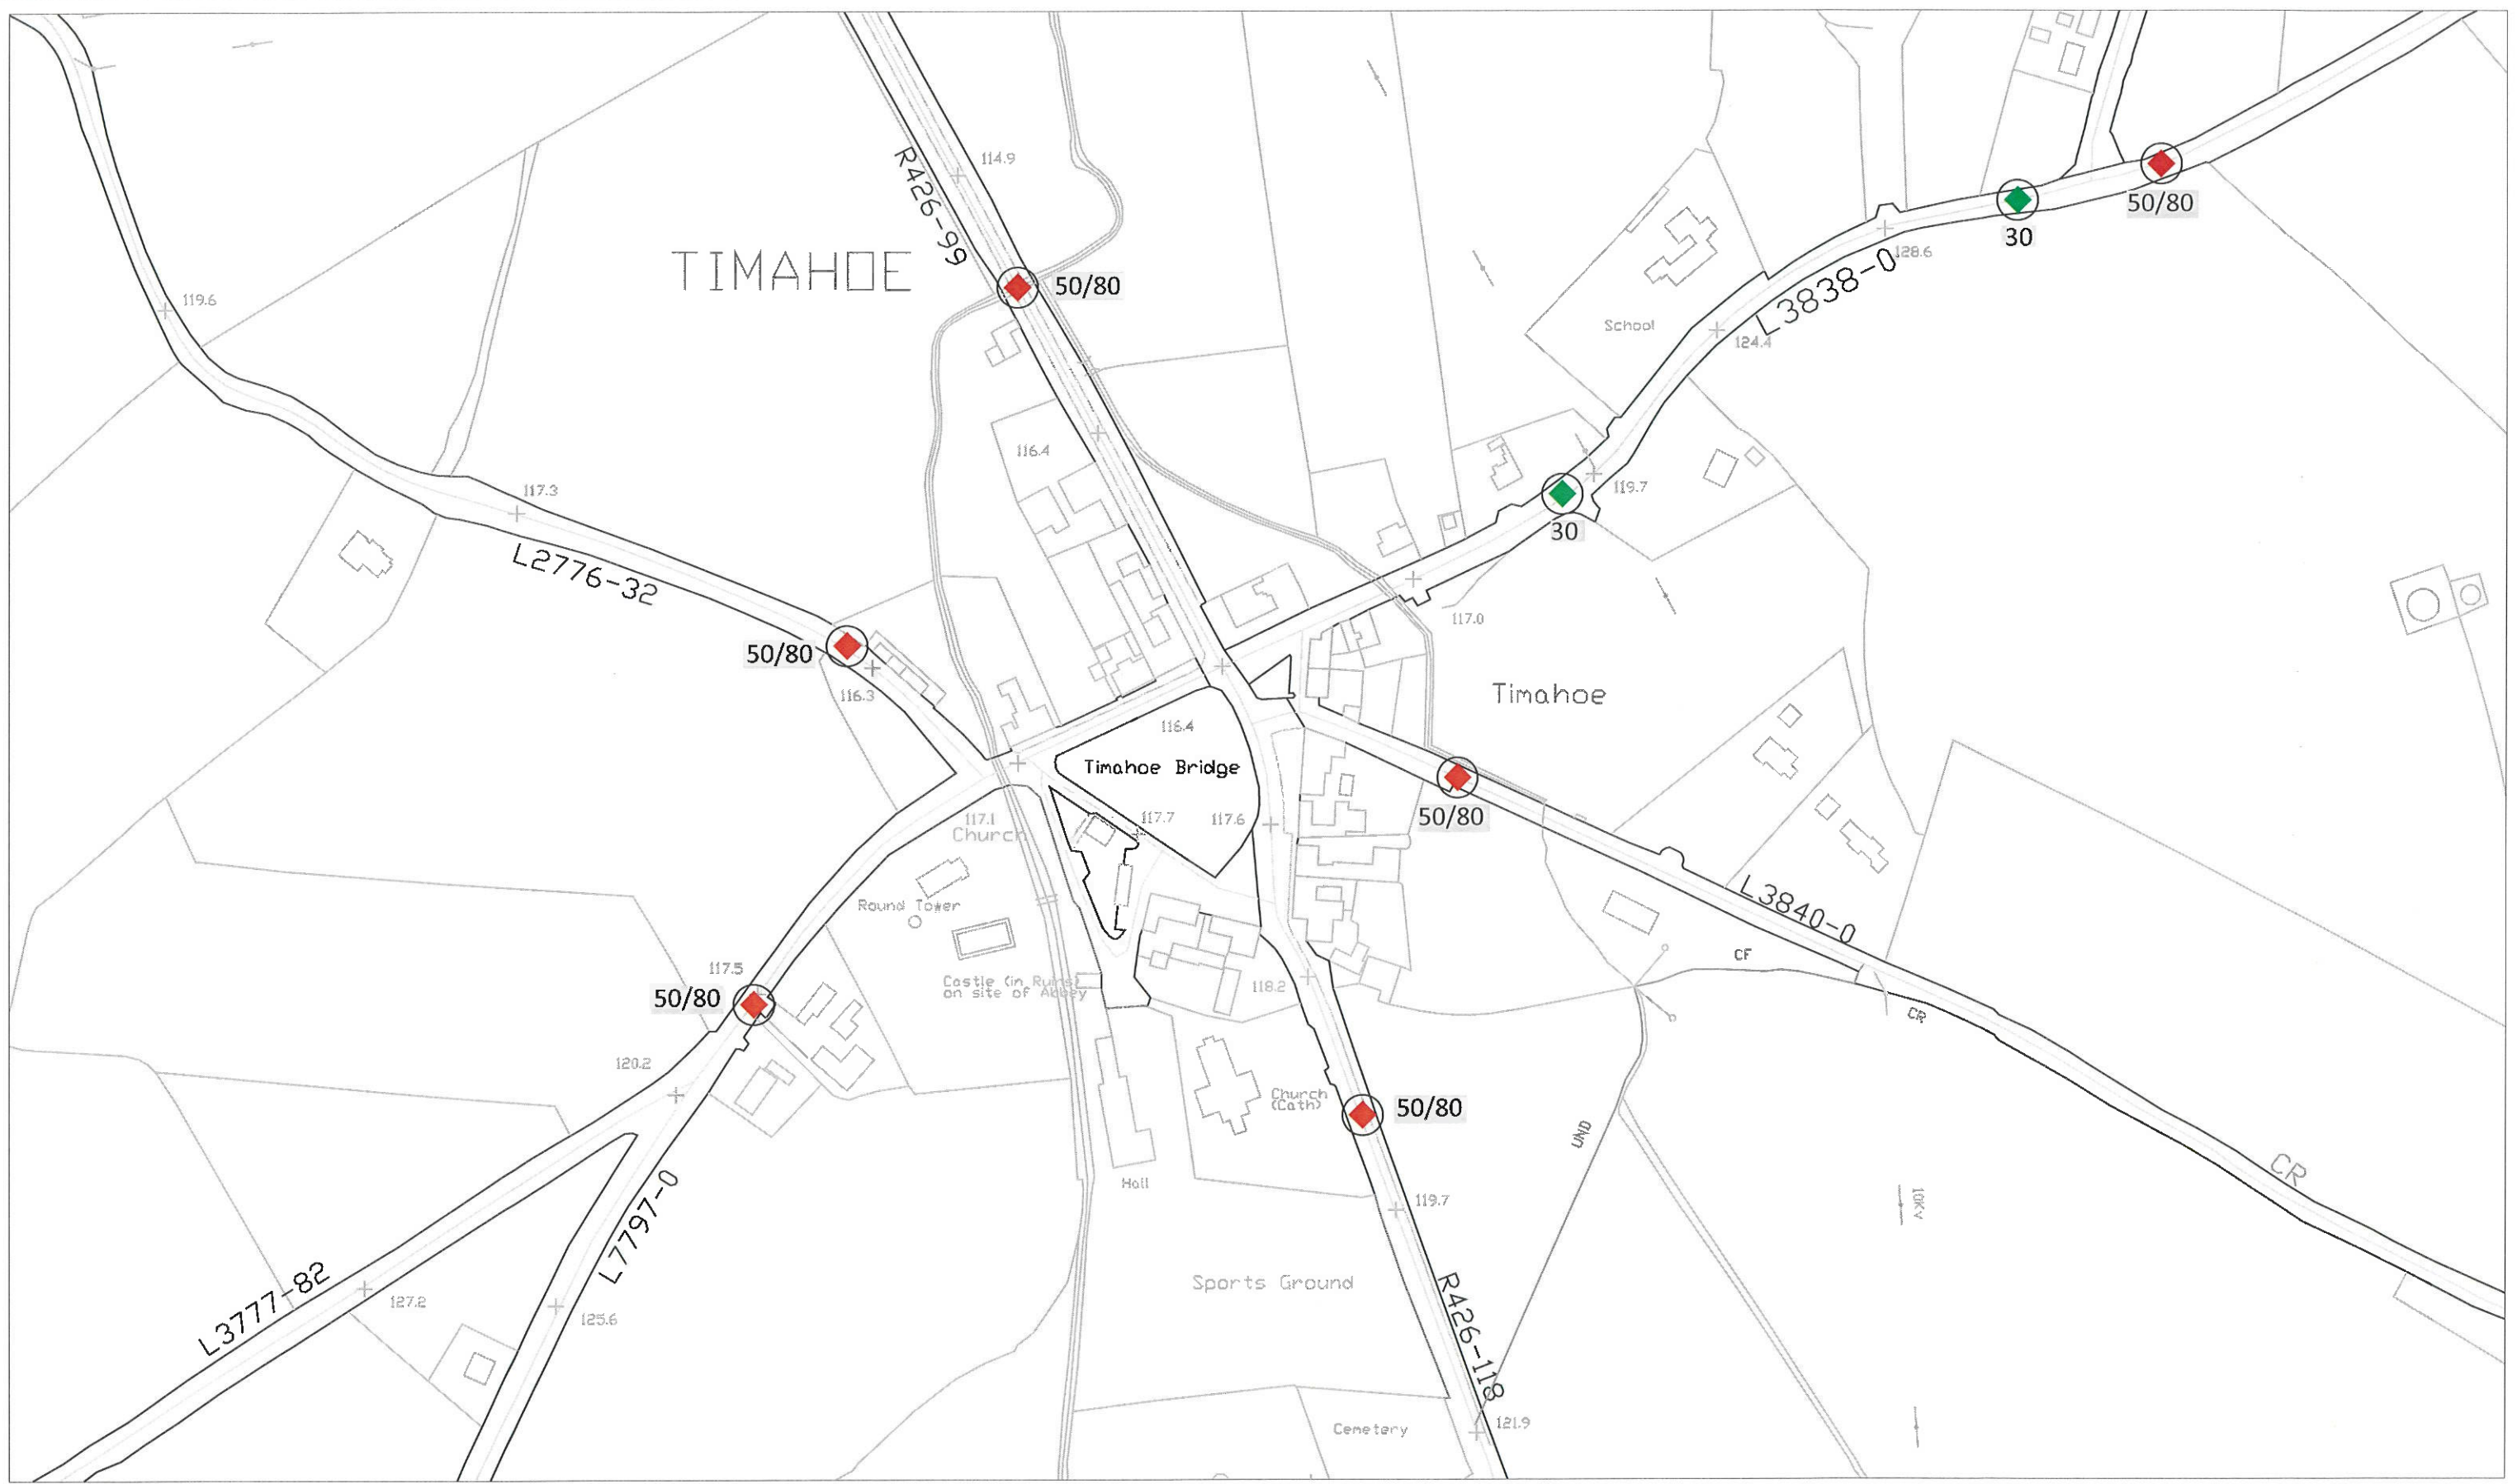 114.9
R426-99
50/80
30
128.6
TIMAHOE
50/80
L3838-0
119.6
School
124.4
116.4
117.3
119.7
30
L2776-32
117.0
50/80
116.3
Timahoe
116.4
Timahoe Bridge
117.1
Church
117.7
117.6
50/80
Round Tower
L3840-0
CF
117.5
50/80
Castle (in Ruins)
on site of Abbey
118.2
CR
120.2
Church
(Cath)
50/80
UND
CR
Hall
119.7
10KV
L7797-0
L3777-82
127.2
125.6
Sports Ground
R426-118
Cemetery
121.9